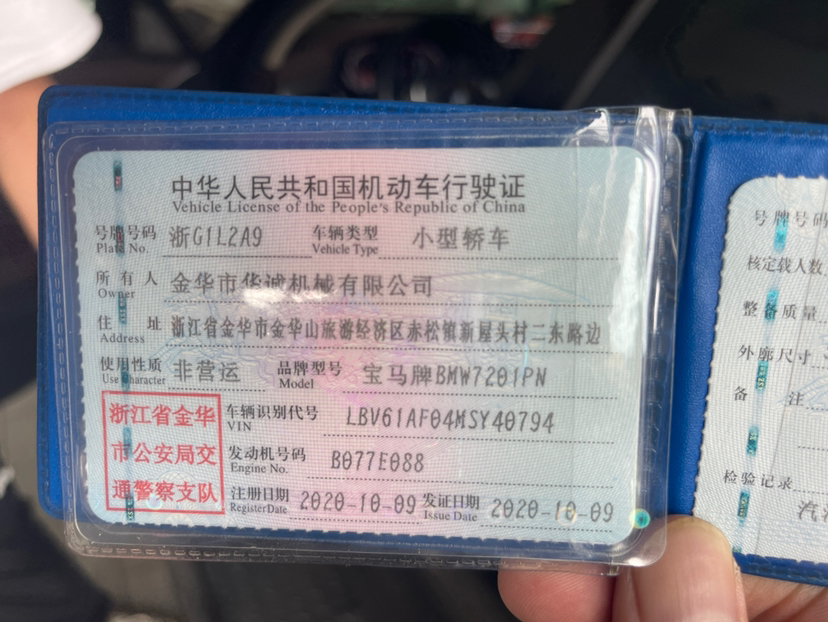 中华人民共和国机动车行驶证
Vehicle License of the People's Republic of China
号牌号码 浙G1L2A9 车辆类型 小型轿车
Plate No. Vehicle Type
所有人 金华市华诚机械有限公司
Owner
住址 浙江省金华市金华山旅游经济区赤松镇新屋头村二东路边
Address
使用性质 非营运 品牌型号 宝马牌BMW7201PN
Use Character Model
浙江省金华
市公安局交
通警察支队
车辆识别代号 LBV61AF04MSY40794
VIN
发动机号码 B077E088
Engine No.
注册日期 2020-10-09 发证日期 2020-10-09
Register Date Issue Date
号牌号码
核定载人数
整备质量
外廓尺寸
备注
检验记录